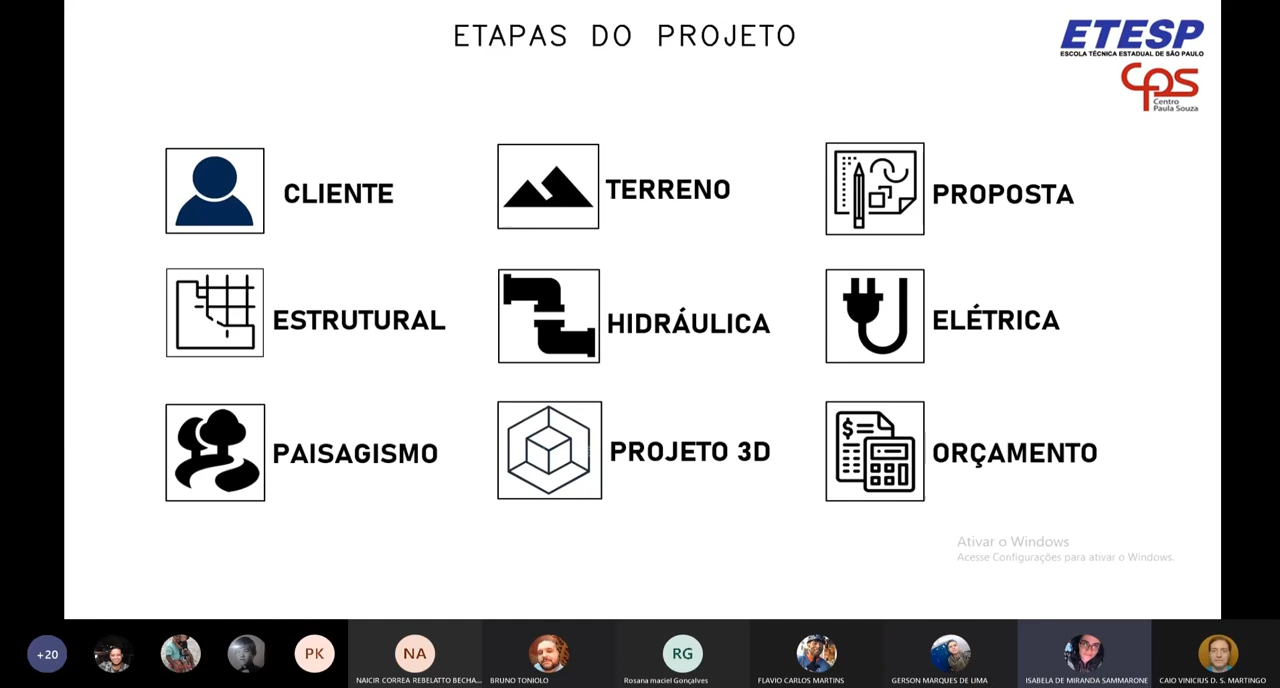 ETAPAS DO PROJETO
ETESP
ESCOLA TÉCNICA ESTADUAL DE SÃO PAULO
cps
Centro
Paula Souza
CLIENTE
TERRENO
PROPOSTA
ESTRUTURAL
HIDRÁULICA
ELÉTRICA
PAISAGISMO
PROJETO 3D
$
ORÇAMENTO
Ativar o Windows
Acesse Configurações para ativar o Windows.
+20
PK
NA
RG
NAICIR CORREA REBELATTO BECHA...
BRUNO TONIOLO
Rosana maciel Gonçalves
FLAVIO CARLOS MARTINS
GERSON MARQUES DE LIMA
ISABELA DE MIRANDA SAMMARONE
CAIO VINICIUS D. S. MARTINGO